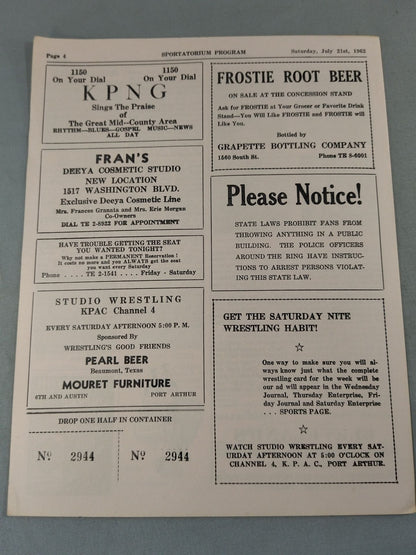 Page 4
SPORTATORIUM PROGRAM
Saturday, July 21st, 1962
1150
On Your Dial
1150
On Your Dial
KPNG
Sings The Praise
of
The Great Mid--County Area
RHYTHM--BLUES--GOSPEL MUSIC--NEWS
ALL DAY
FRAN'S
DEEYA COSMETIC STUDIO
NEW LOCATION
1517 WASHINGTON BLVD.
Exclusive Deeya Cosmetic Line
Mrs. Frances Grannta and Mrs. Erie Morgan
Co-Owners
DIAL TE 2-8922 FOR APPOINTMENT
HAVE TROUBLE GETTING THE SEAT
YOU WANTED TONIGHT?
Why not make a PERMANENT Reservation!
It costs no more and you ALWAYS get the seat
you want every Saturday
Phone . . . . . TE 2-1541 . . . . Friday - Saturday
STUDIO WRESTLING
KPAC Channel 4
EVERY SATURDAY AFTERNOON 5:00 P. M.
Sponsored By
WRESTLING'S GOOD FRIENDS
PEARL BEER
Beaumont, Texas
MOURET FURNITURE
6TH AND AUSTIN
PORT ARTHUR
DROP ONE HALF IN CONTAINER
No 2944
No 2944
FROSTIE ROOT BEER
ON SALE AT THE CONCESSION STAND
Ask for FROSTIE at Your Grocer or Favorite Drink
Stand—You Will Like FROSTIE and FROSTIE will
Like You.
Bottled by
GRAPETTE BOTTLING COMPANY
1560 South St.
Phone TE 8-6091
Please Notice!
STATE LAWS PROHIBIT FANS FROM
THROWING ANYTHING IN A PUBLIC
BUILDING. THE POLICE OFFICERS
AROUND THE RING HAVE INSTRUC-
TIONS TO ARREST PERSONS VIOLAT-
ING THIS STATE LAW.
GET THE SATURDAY NITE
WRESTLING HABIT!
One way to make sure you will al-
ways know just what the complete
wrestling card for the week will be
our ad will appear in the Wednesday
Journal, Thursday Enterprise, Fri-
day Journal and Saturday Enterprise
. . . SPORTS PAGE.
WATCH STUDIO WRESTLING EVERY SAT-
URDAY AFTERNOON AT 5:00 O'CLOCK ON
CHANNEL 4, K. P. A. C., PORT ARTHUR.